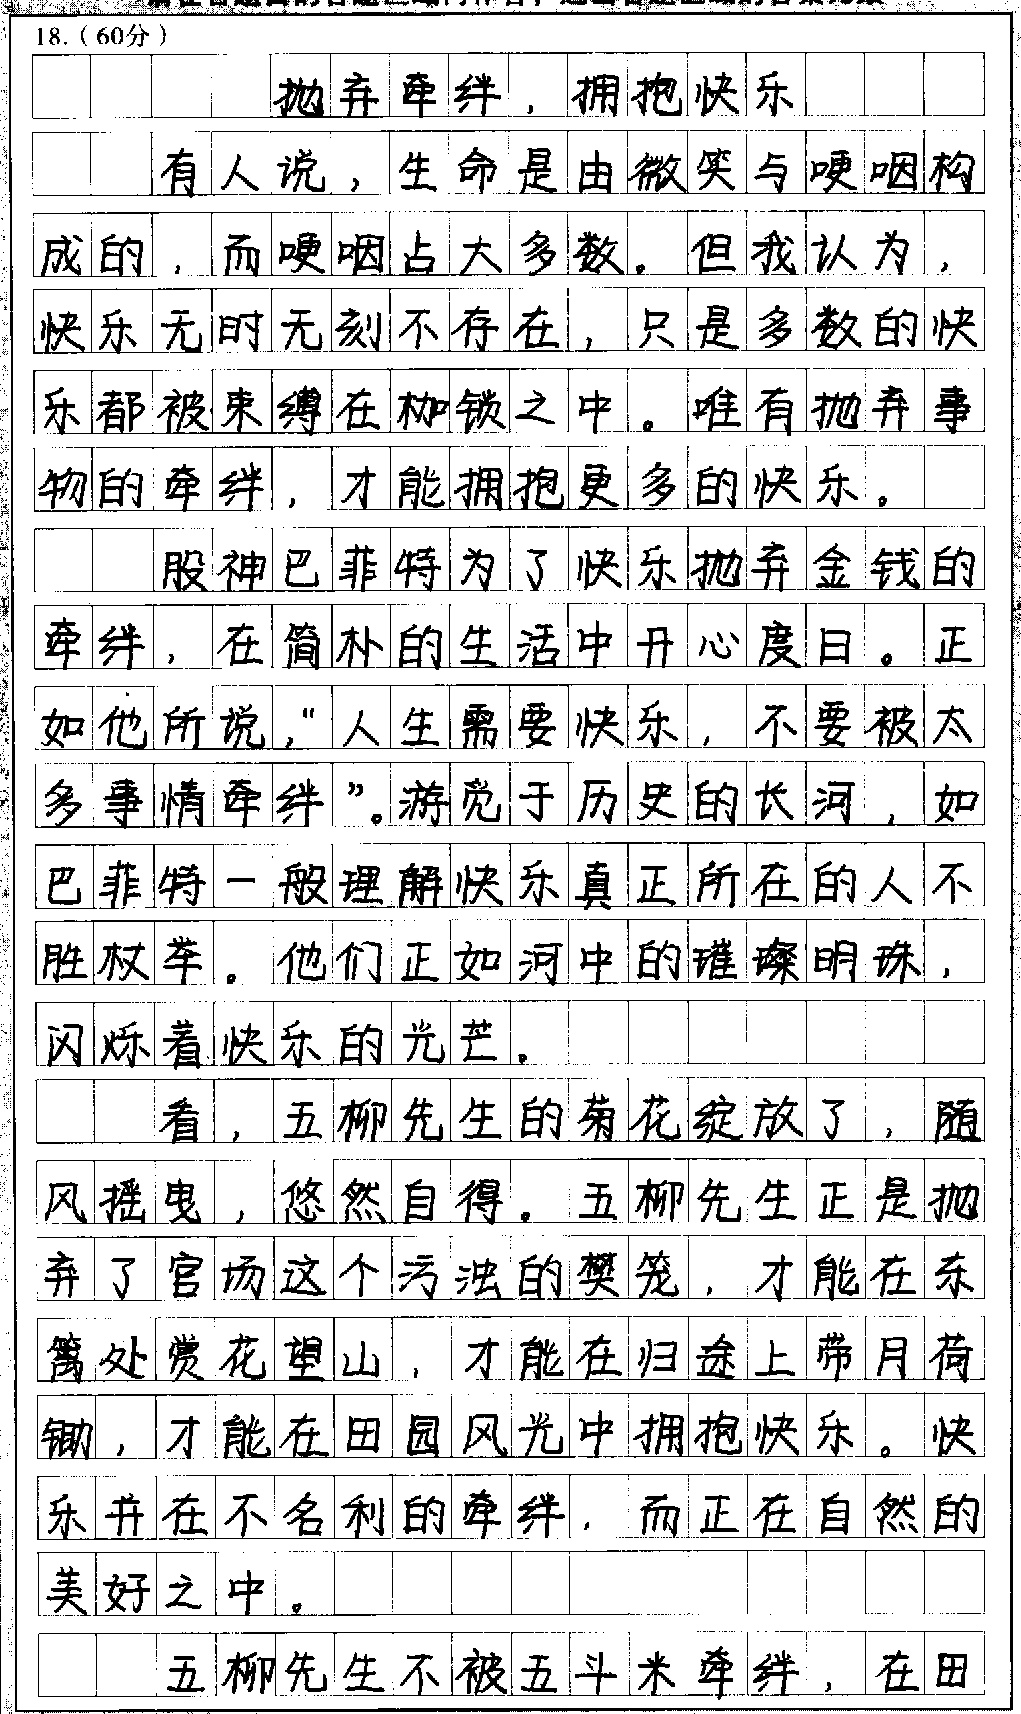 18.（60分）
抛弃牵绊，拥抱快乐
有人说，生命是由微笑与哽咽构
成的，而哽咽占大多数。但我认为，
快乐无时无刻不存在，只是多数的快
乐都被束缚在枷锁之中。唯有抛弃事
物的牵绊，才能拥抱更多的快乐。
股神巴菲特为了快乐抛弃金钱的
牵绊，在简朴的生活中开心度日。正
如他所说，"人生需要快乐，不要被太
多事情牵绊"。游览于历史的长河，如
巴菲特一般理解快乐真正所在的人不
胜枚举。他们正如河中的璀璨明珠，
闪烁着快乐的光芒。
看，五柳先生的菊花绽放了，随
风摇曳，悠然自得。五柳先生正是抛
弃了官场这个污浊的樊笼，才能在东
篱处赏花望山，才能在归途上带月荷
锄，才能在田园风光中拥抱快乐。快
乐并在不名利的牵绊，而正在自然的
美好之中。
五柳先生不被五斗米牵绊，在田